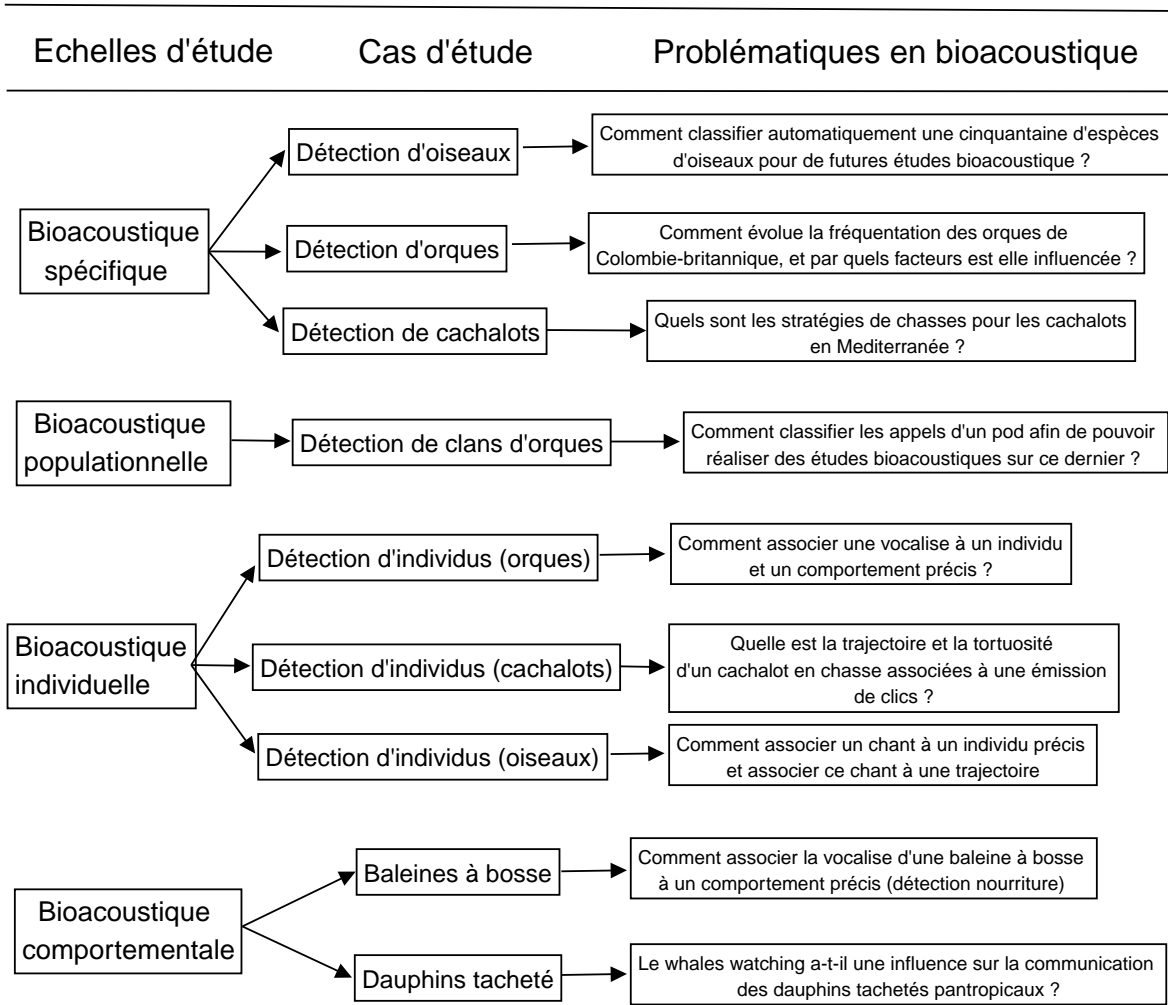 Echelles d'étude
Cas d'étude
Problématiques en bioacoustique
Bioacoustique
spécifique
Détection d'oiseaux
Comment classifier automatiquement une cinquantaine d'espèces
d'oiseaux pour de futures études bioacoustique ?
Détection d'orques
Comment évolue la fréquentation des orques de
Colombie-britannique, et par quels facteurs est elle influencée ?
Détection de cachalots
Quels sont les stratégies de chasses pour les cachalots
en Mediterranée ?
Bioacoustique
populationnelle
Détection de clans d'orques
Comment classifier les appels d'un pod afin de pouvoir
réaliser des études bioacoustiques sur ce dernier ?
Bioacoustique
individuelle
Détection d'individus (orques)
Comment associer une vocalise à un individu
et un comportement précis ?
Détection d'individus (cachalots)
Quelle est la trajectoire et la tortuosité
d'un cachalot en chasse associées à une émission
de clics ?
Détection d'individus (oiseaux)
Comment associer un chant à un individu précis
et associer ce chant à une trajectoire
Bioacoustique
comportementale
Baleines à bosse
Comment associer la vocalise d'une baleine à bosse
à un comportement précis (détection nourriture)
Dauphins tacheté
Le whales watching a-t-il une influence sur la communication
des dauphins tachetés pantropicaux ?